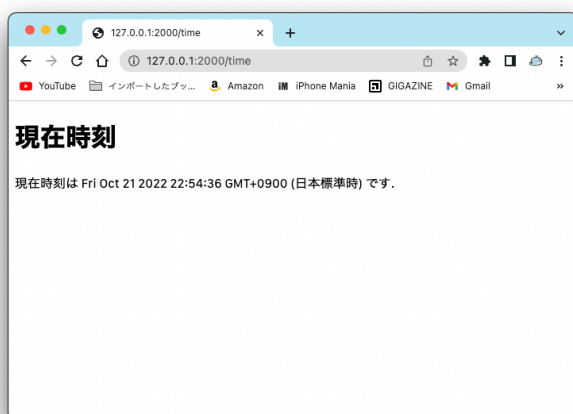 127.0.0.1:2000/time
127.0.0.1:2000/time
YouTube インポートしたブッ... Amazon iM iPhone Mania GIGAZINE Gmail »
現在時刻
現在時刻は Fri Oct 21 2022 22:54:36 GMT+0900 (日本標準時) です.